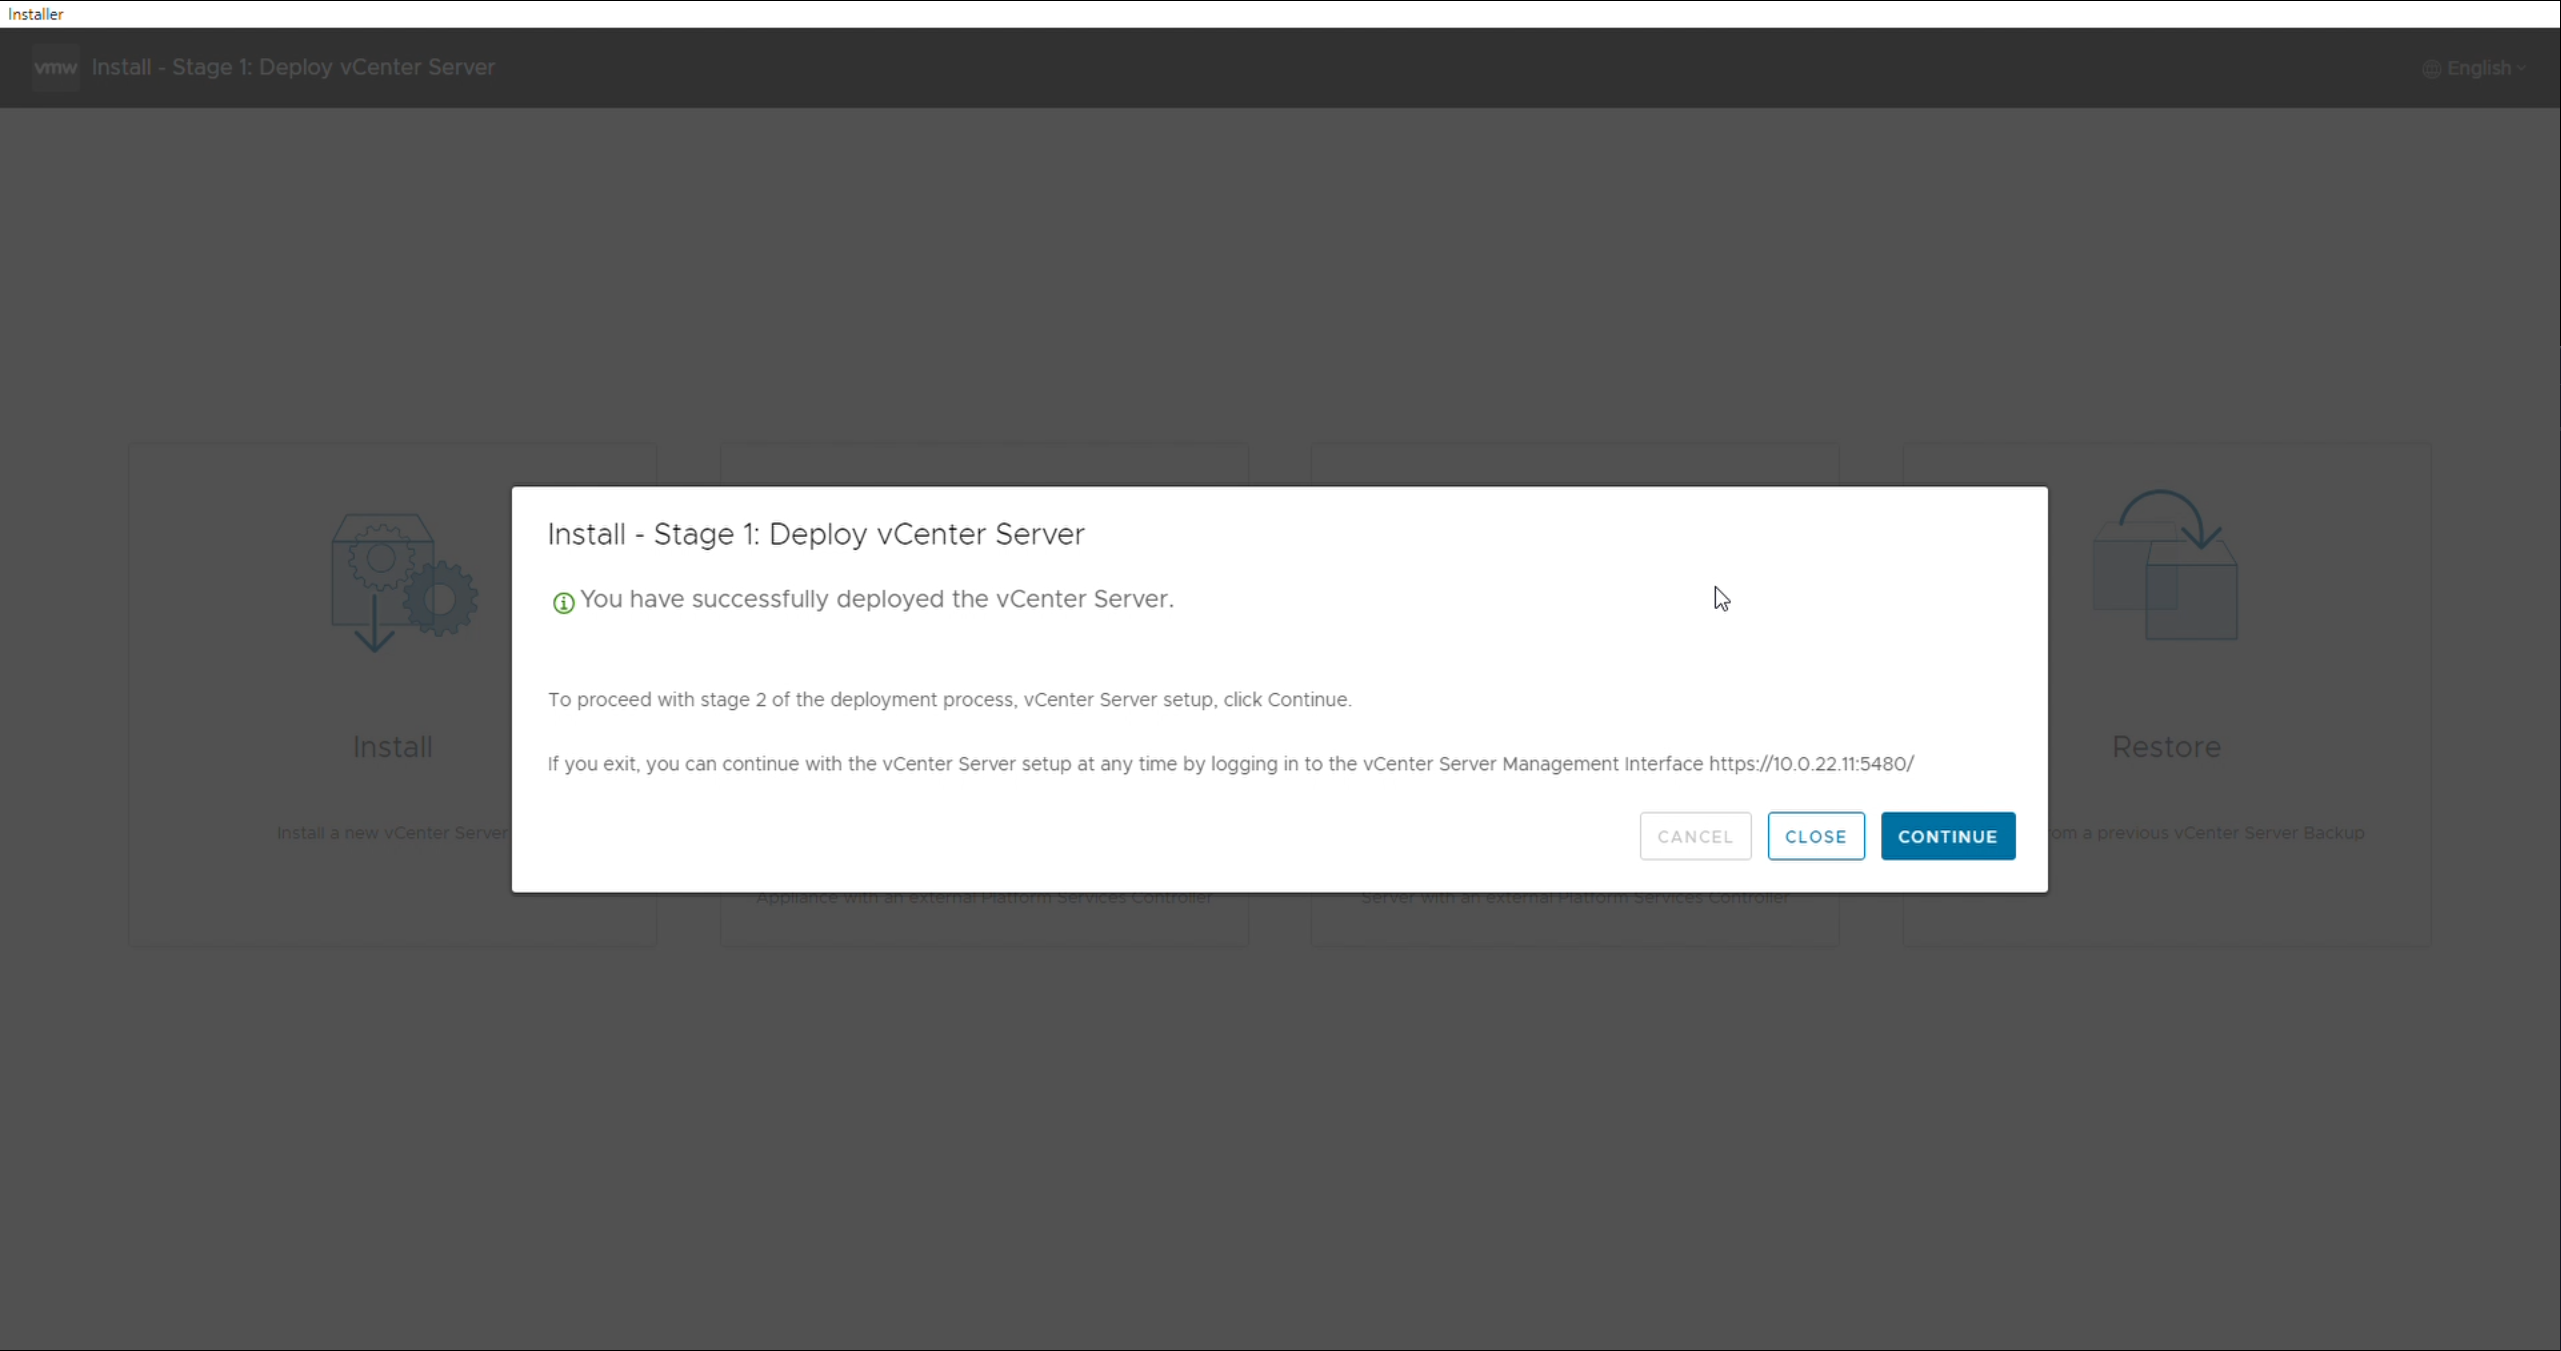 Installer
vmw Install - Stage 1: Deploy vCenter Server
English
Install - Stage 1: Deploy vCenter Server
You have successfully deployed the vCenter Server.
To proceed with stage 2 of the deployment process, vCenter Server setup, click Continue.
If you exit, you can continue with the vCenter Server setup at any time by logging in to the vCenter Server Management Interface https://10.0.22.11:5480/
CANCEL CLOSE CONTINUE
Install
Install a new vCenter Server
Appliance with an external Platform Services Controller
Server with an external Platform Services Controller
Restore
a previous vCenter Server Backup